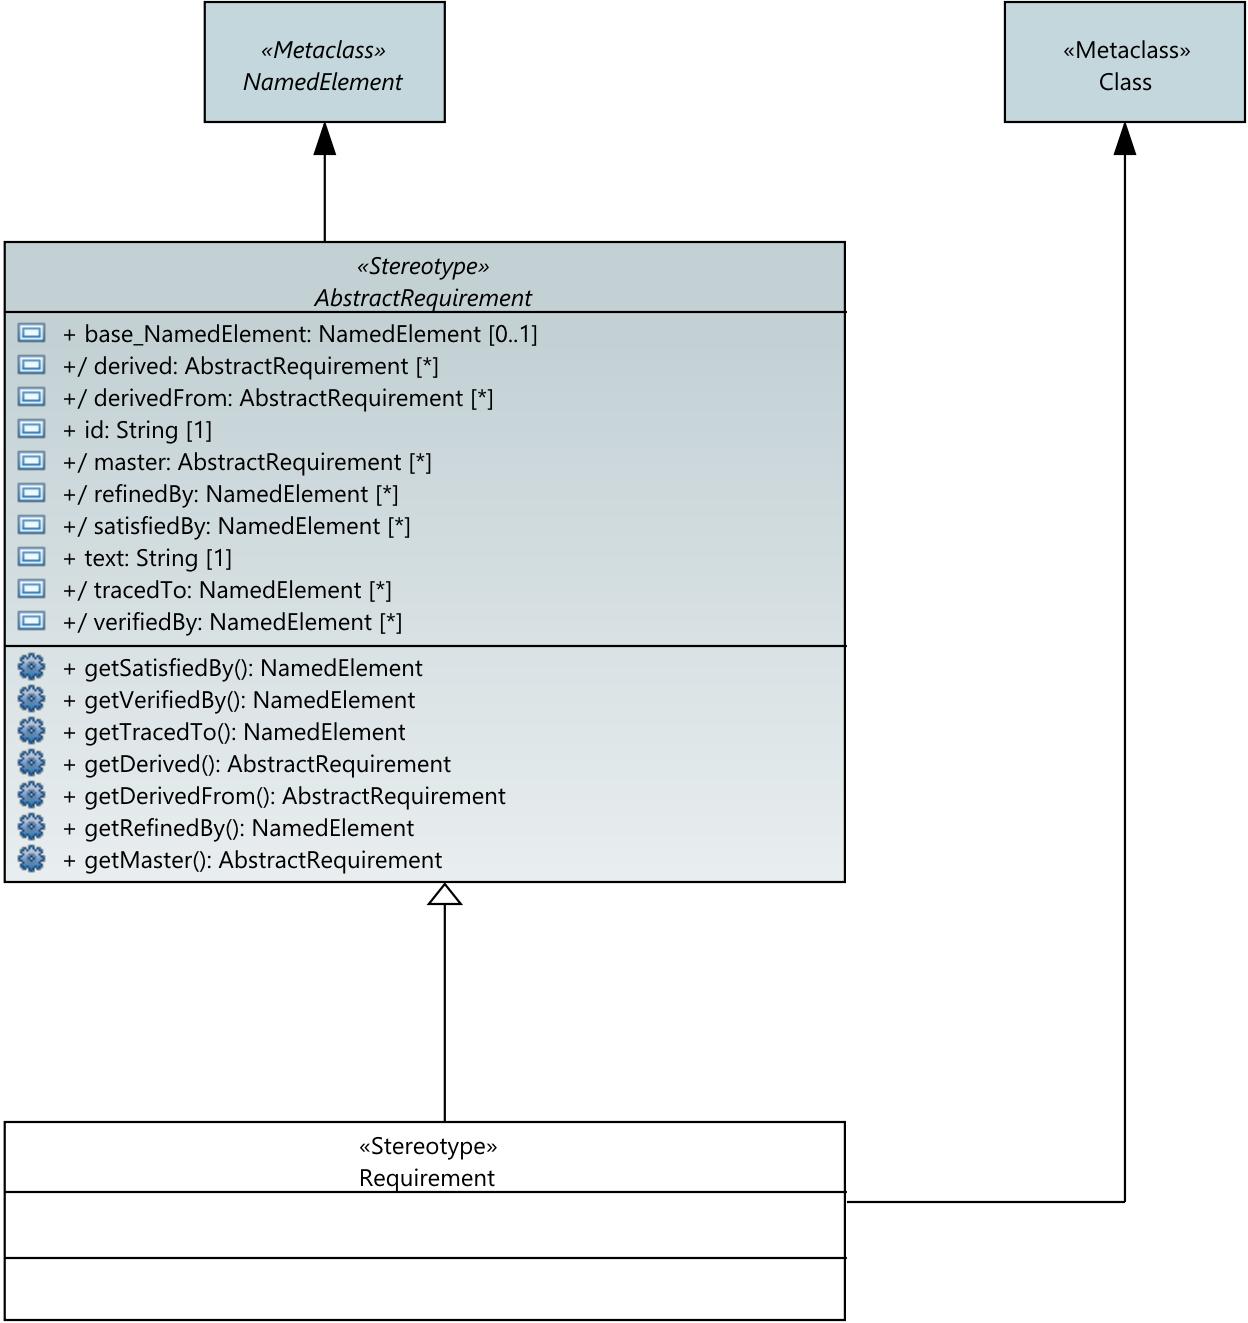 «Metaclass»
NamedElement
«Metaclass»
Class
«Stereotype»
AbstractRequirement
+ base_NamedElement: NamedElement [0..1]
+/ derived: AbstractRequirement [*]
+/ derivedFrom: AbstractRequirement [*]
+ id: String [1]
+/ master: AbstractRequirement [*]
+/ refinedBy: NamedElement [*]
+/ satisfiedBy: NamedElement [*]
+ text: String [1]
+/ tracedTo: NamedElement [*]
+/ verifiedBy: NamedElement [*]
+ getSatisfiedBy(): NamedElement
+ getVerifiedBy(): NamedElement
+ getTracedTo(): NamedElement
+ getDerived(): AbstractRequirement
+ getDerivedFrom(): AbstractRequirement
+ getRefinedBy(): NamedElement
+ getMaster(): AbstractRequirement
«Stereotype»
Requirement